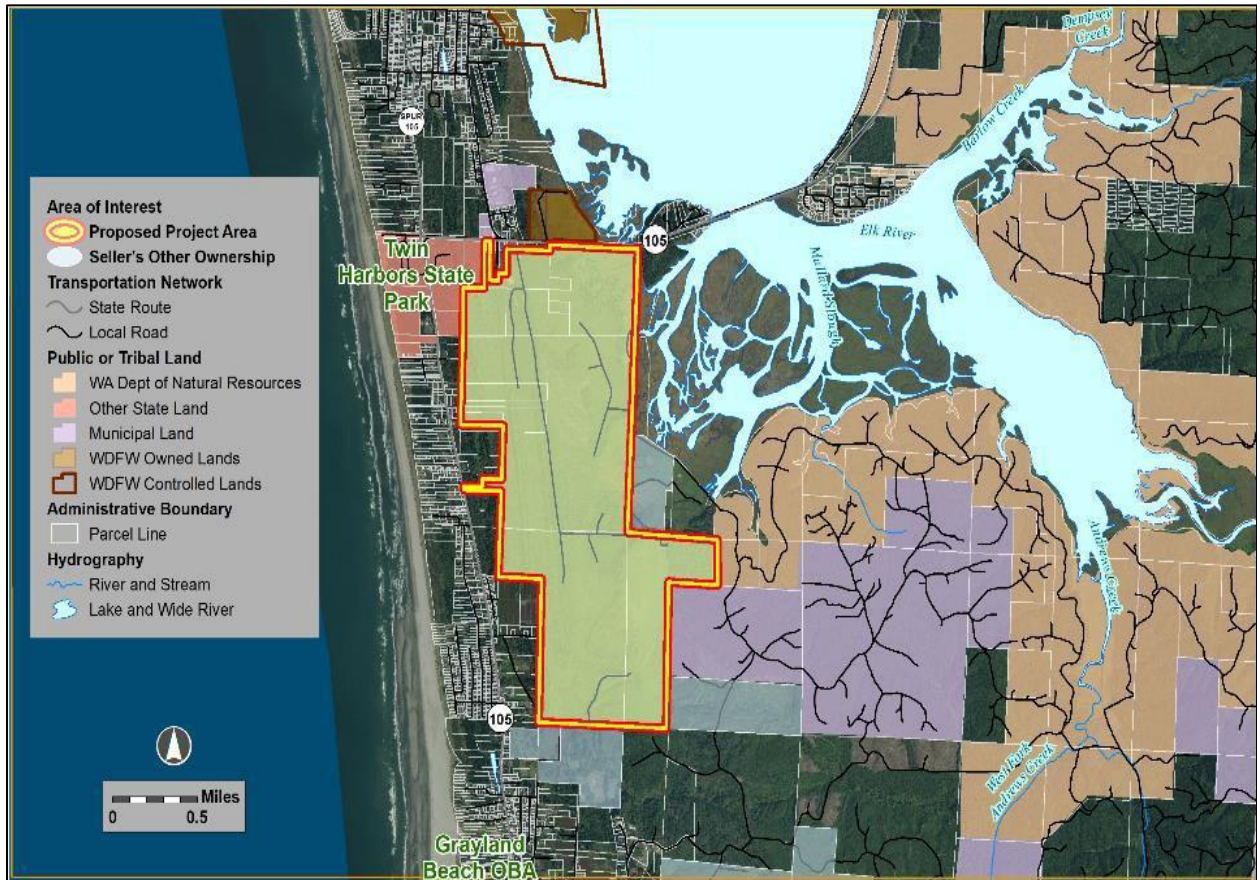 Dempsey
Creek
Barlow Creek
SPUR
105
Area of Interest
Proposed Project Area
Seller's Other Ownership
Transportation Network
State Route
Local Road
Public or Tribal Land
WA Dept of Natural Resources
Other State Land
Municipal Land
WDFW Owned Lands
WDFW Controlled Lands
Administrative Boundary
Parcel Line
Hydrography
River and Stream
Lake and Wide River
Twin
Harbors State
Park
105
Elk River
Mallard Slough
Andrews Creek
105
West Fork
Andrews Creek
Miles
0 0.5
Grayland
Beach OBA